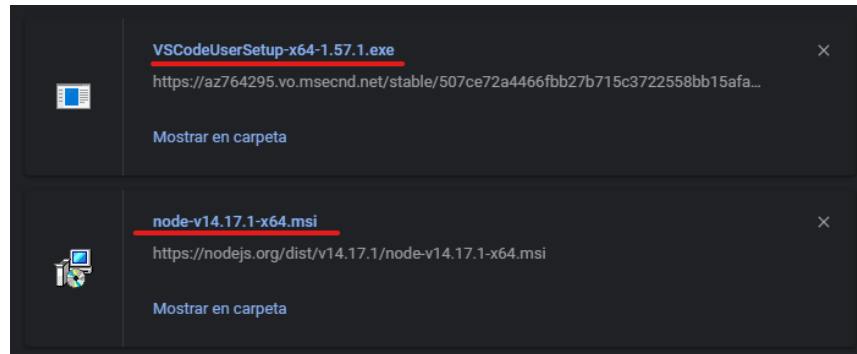 VSCodeUserSetup-x64-1.57.1.exe
https://az764295.vo.msecnd.net/stable/507ce72a4466fbb27b715c3722558bb15afa...
Mostrar en carpeta
node-v14.17.1-x64.msi
https://nodejs.org/dist/v14.17.1/node-v14.17.1-x64.msi
Mostrar en carpeta